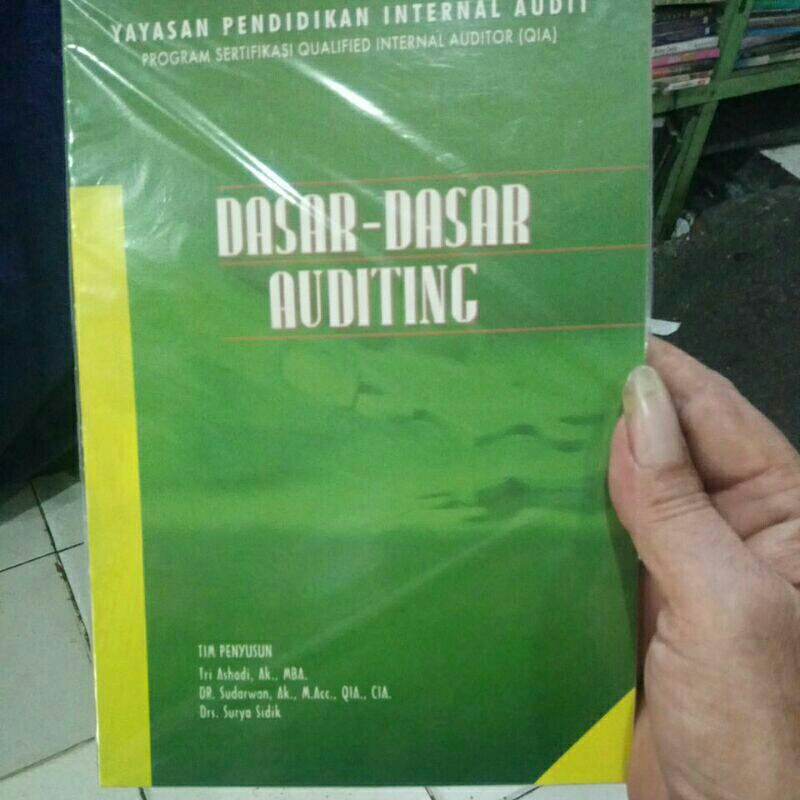 YAYASAN PENDIDIKAN INTERNAL AUDIT
PROGRAM SERTIFIKASI QUALIFIED INTERNAL AUDITOR (QIA)
DASAR-DASAR
AUDITING
TIM PENYUSUN
Tri Ashadi, Ak., MBA.
DR. Sudarwan, Ak., M.Acc., QIA., CIA.
Drs. Surya Sidik